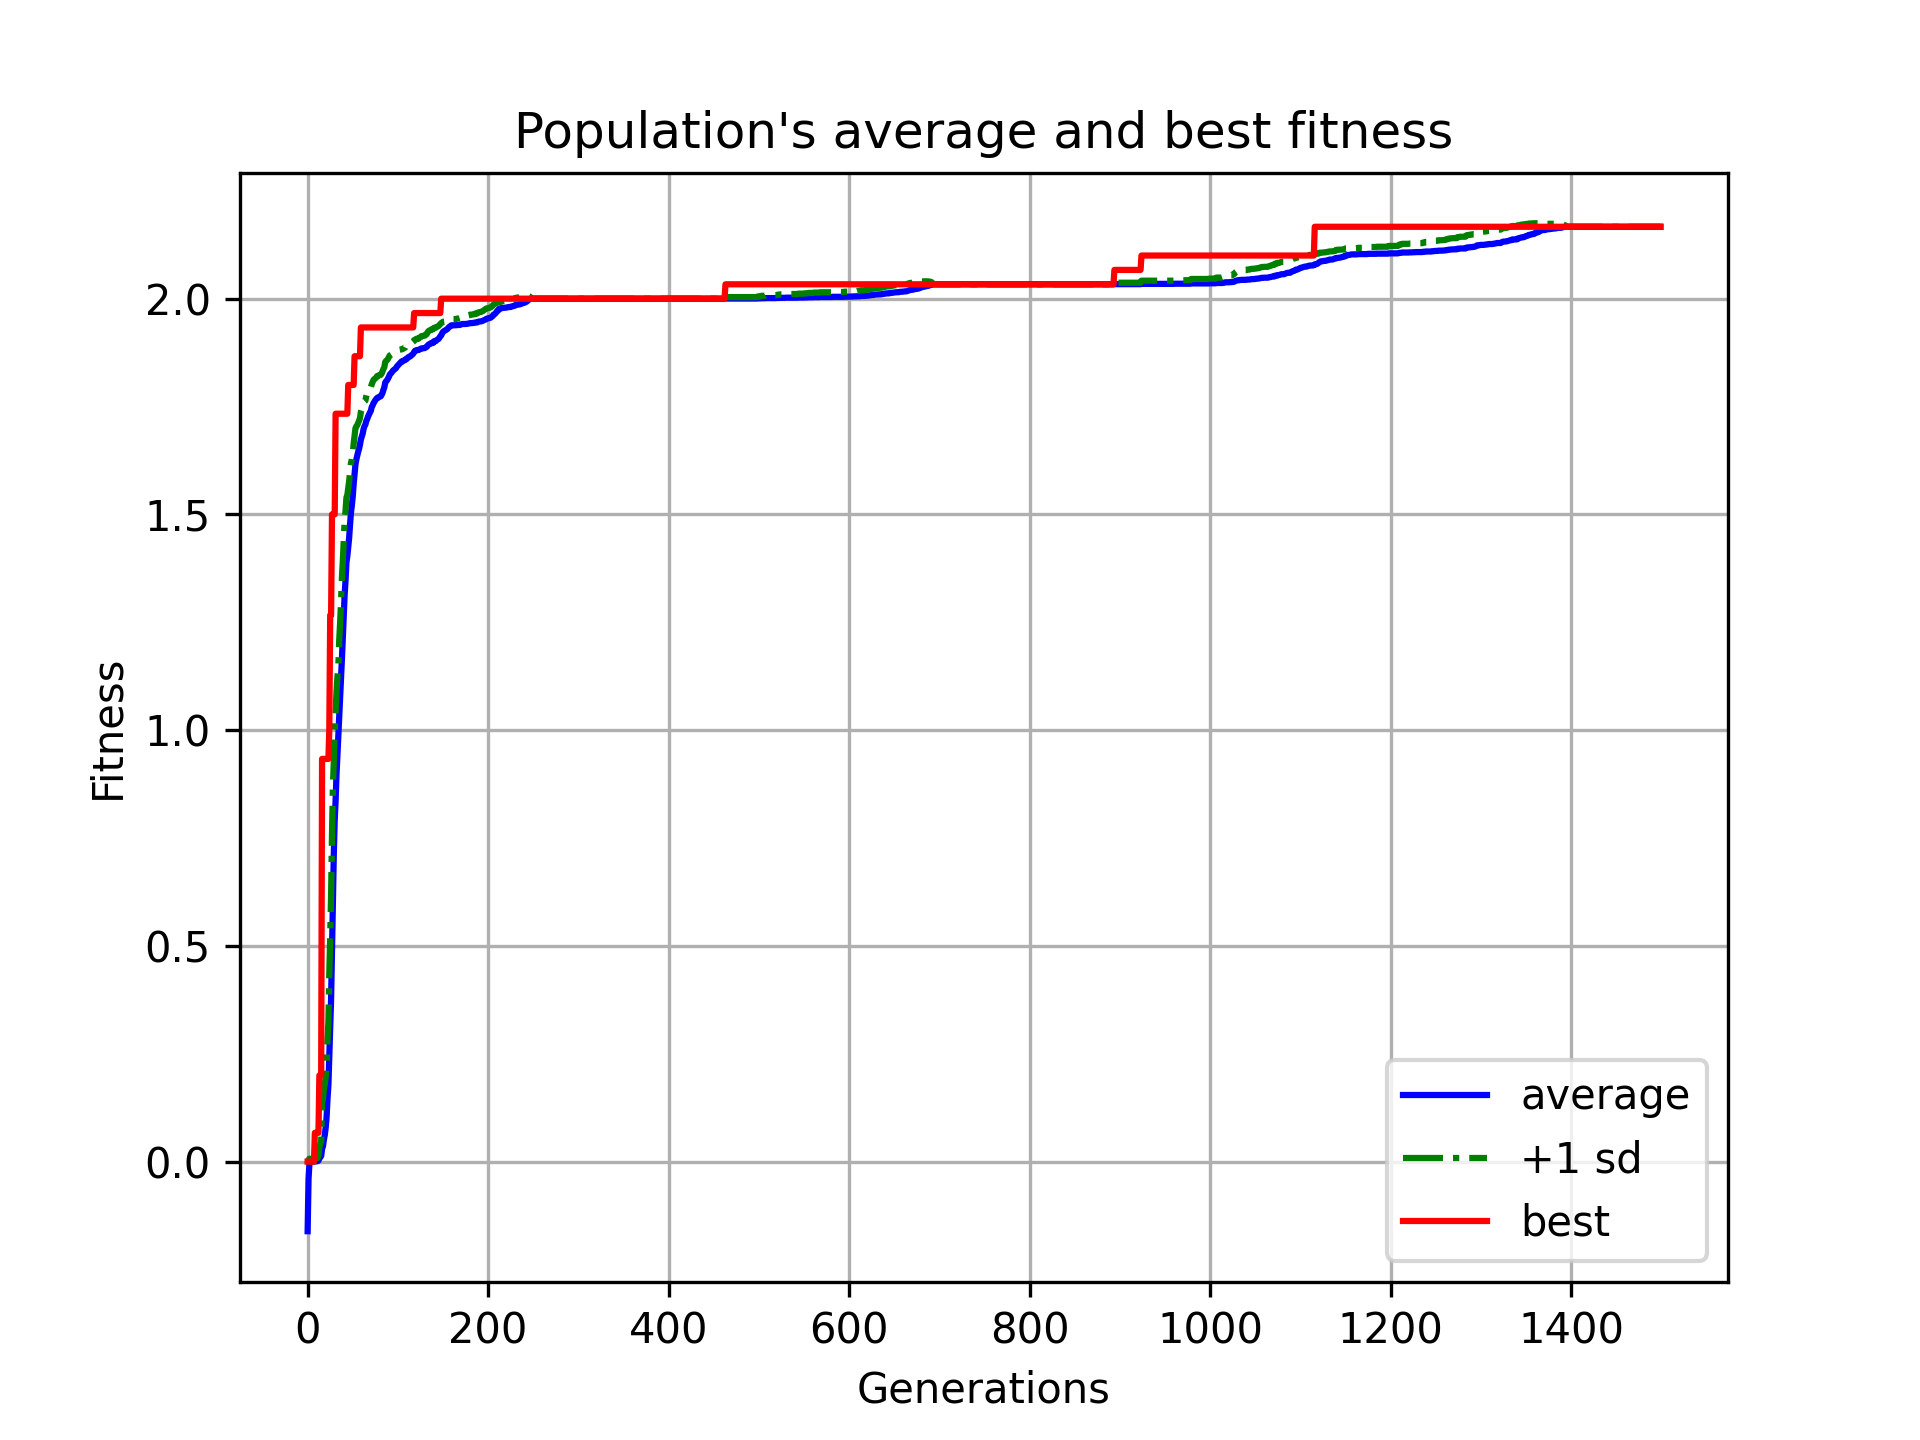 Population's average and best fitness
Fitness
2.0
1.5
1.0
0.5
0.0
0 200 400 600 800 1000 1200 1400
Generations
average
+1 sd
best